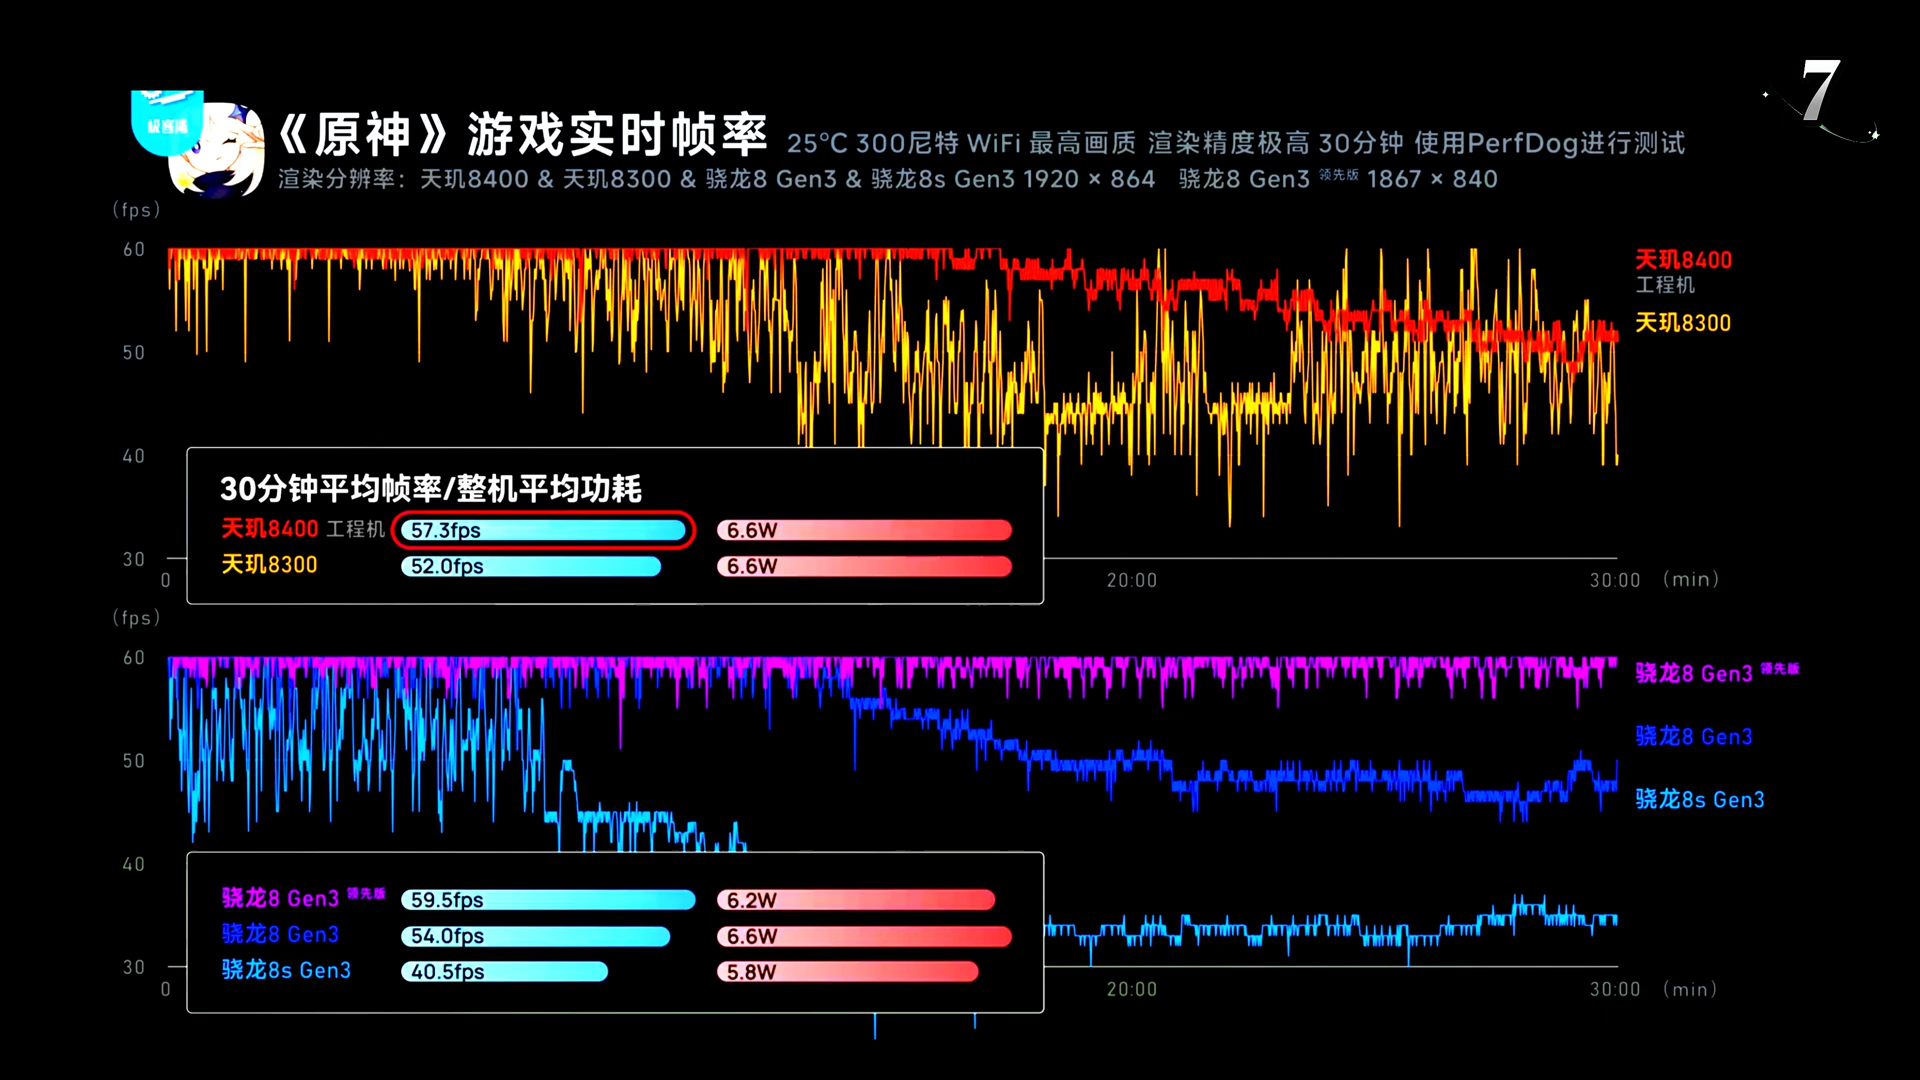 7
极客湾
《原神》游戏实时帧率 25°C 300尼特 WiFi 最高画质 渲染精度极高 30分钟 使用PerfDog进行测试
渲染分辨率：天玑8400 & 天玑8300 & 骁龙8 Gen3 & 骁龙8s Gen3 1920 × 864 骁龙8 Gen3 领先版 1867 × 840
(fps)
60
50
40
30
0
20:00
30:00 (min)
天玑8400
工程机
天玑8300
30分钟平均帧率/整机平均功耗
天玑8400 工程机 57.3fps 6.6W
天玑8300 52.0fps 6.6W
(fps)
60
50
40
30
0
20:00
30:00 (min)
骁龙8 Gen3 领先版
骁龙8 Gen3
骁龙8s Gen3
骁龙8 Gen3 领先版 59.5fps 6.2W
骁龙8 Gen3 54.0fps 6.6W
骁龙8s Gen3 40.5fps 5.8W